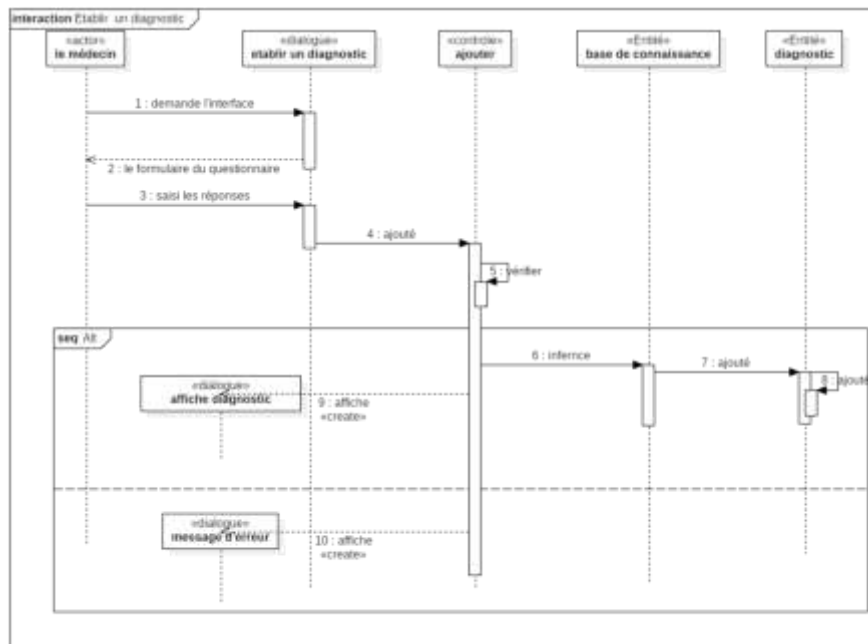 interaction Etablir un diagnostic
«actor»
le médecin
«dialogue»
etablir un diagnostic
«controle»
ajouter
«Entité»
base de connaissance
«Entité»
diagnostic
1 : demande l'interface
2 : le formulaire du questionnaire
3 : saisi les réponses
4 : ajouté
5 : vérifier
seq Alt
6 : infernce
7 : ajouté
8 : ajouté
«dialogue»
affiche diagnostic
9 : affiche
«create»
«dialogue»
message d'erreur
10 : affiche
«create»